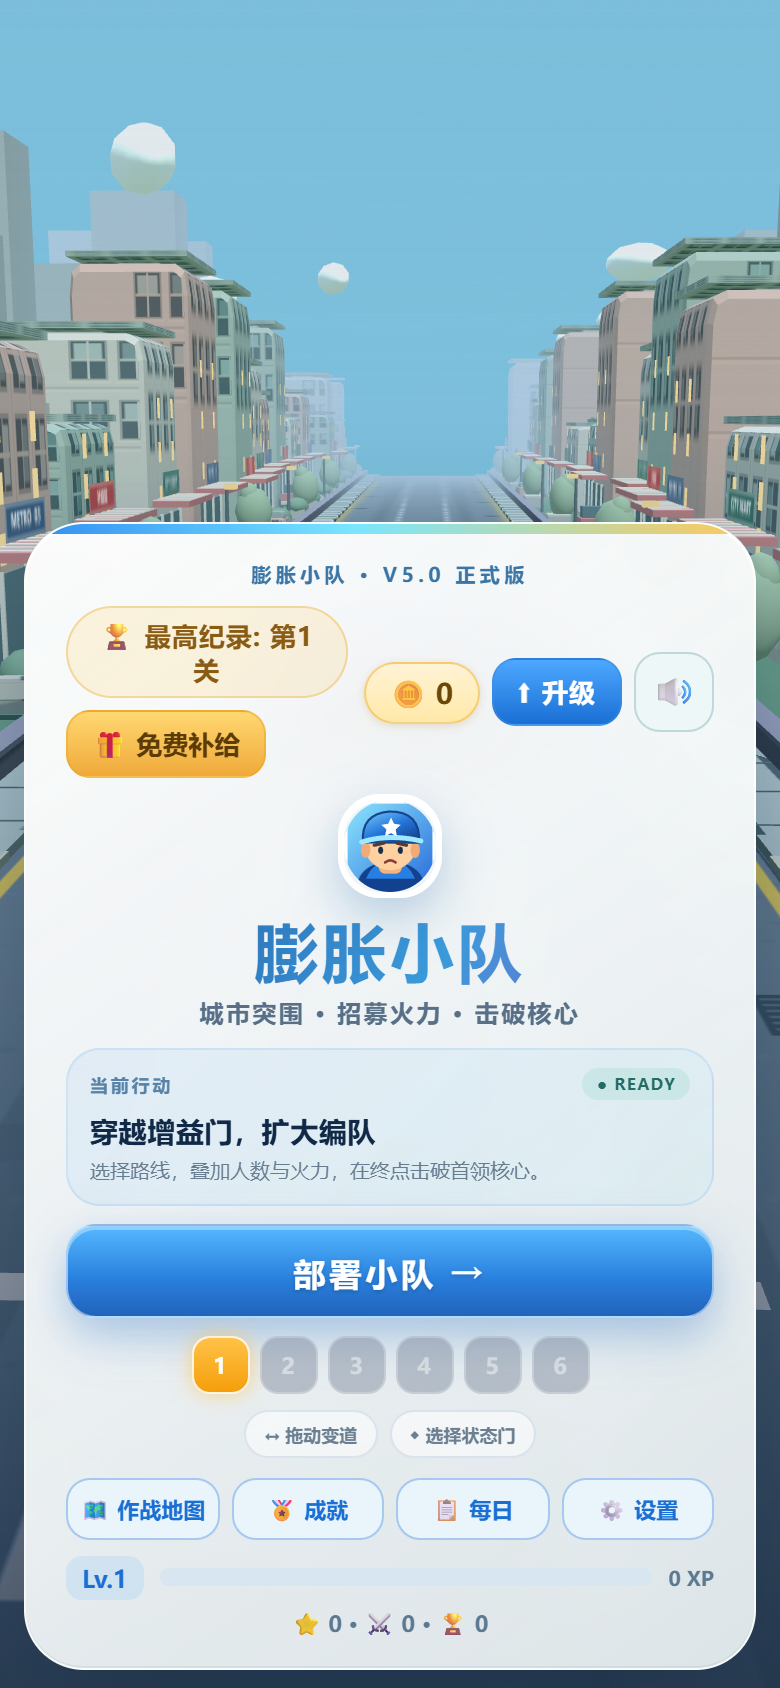 METRO 81
膨胀小队 • V5.0 正式版
🏆 最高纪录: 第1
关
🎁 免费补给
0
⬆ 升级
膨胀小队
城市突围 • 招募火力 • 击破核心
当前行动
● READY
穿越增益门，扩大编队
选择路线，叠加人数与火力，在终点击破首领核心。
部署小队 →
1 2 3 4 5 6
↔ 拖动变道
◆ 选择状态门
作战地图
成就
每日
设置
Lv.1
0 XP
⭐ 0 • ⚔ 0 • 🏆 0